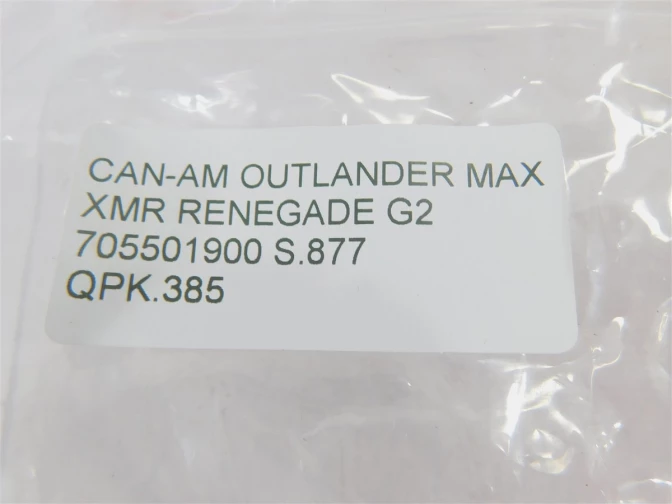 CAN-AM OUTLANDER MAX
XMR RENEGADE G2
705501900 S.877
QPK.385